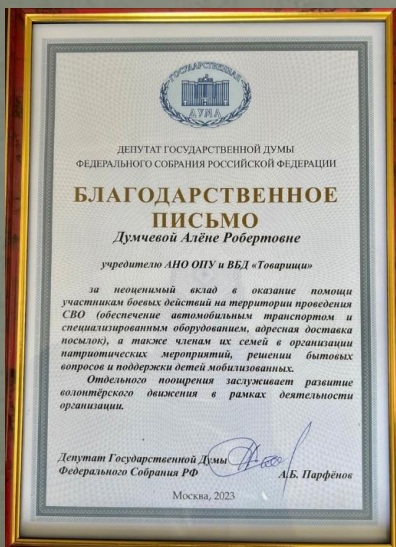 ГОСУДАРСТВЕННАЯ
ДУМА
ДЕПУТАТ ГОСУДАРСТВЕННОЙ ДУМЫ
ФЕДЕРАЛЬНОГО СОБРАНИЯ РОССИЙСКОЙ ФЕДЕРАЦИИ
БЛАГОДАРСТВЕННОЕ
ПИСЬМО
Думчевой Алёне Робертовне
учредителю АНО ОПУ и ВБД «Товарищи»
за неоценимый вклад в оказание помощи
участникам боевых действий на территории проведения
СВО (обеспечение автомобильным транспортом и
специализированным оборудованием, адресная доставка
посылок), а также членам их семей в организации
патриотических мероприятий, решении бытовых
вопросов и поддержки детей мобилизованных.
Отдельного поощрения заслуживает развитие
волонтёрского движения в рамках деятельности
организации.
Депутат Государственной Думы
Федерального Собрания РФ А.Б. Парфёнов
Москва, 2023